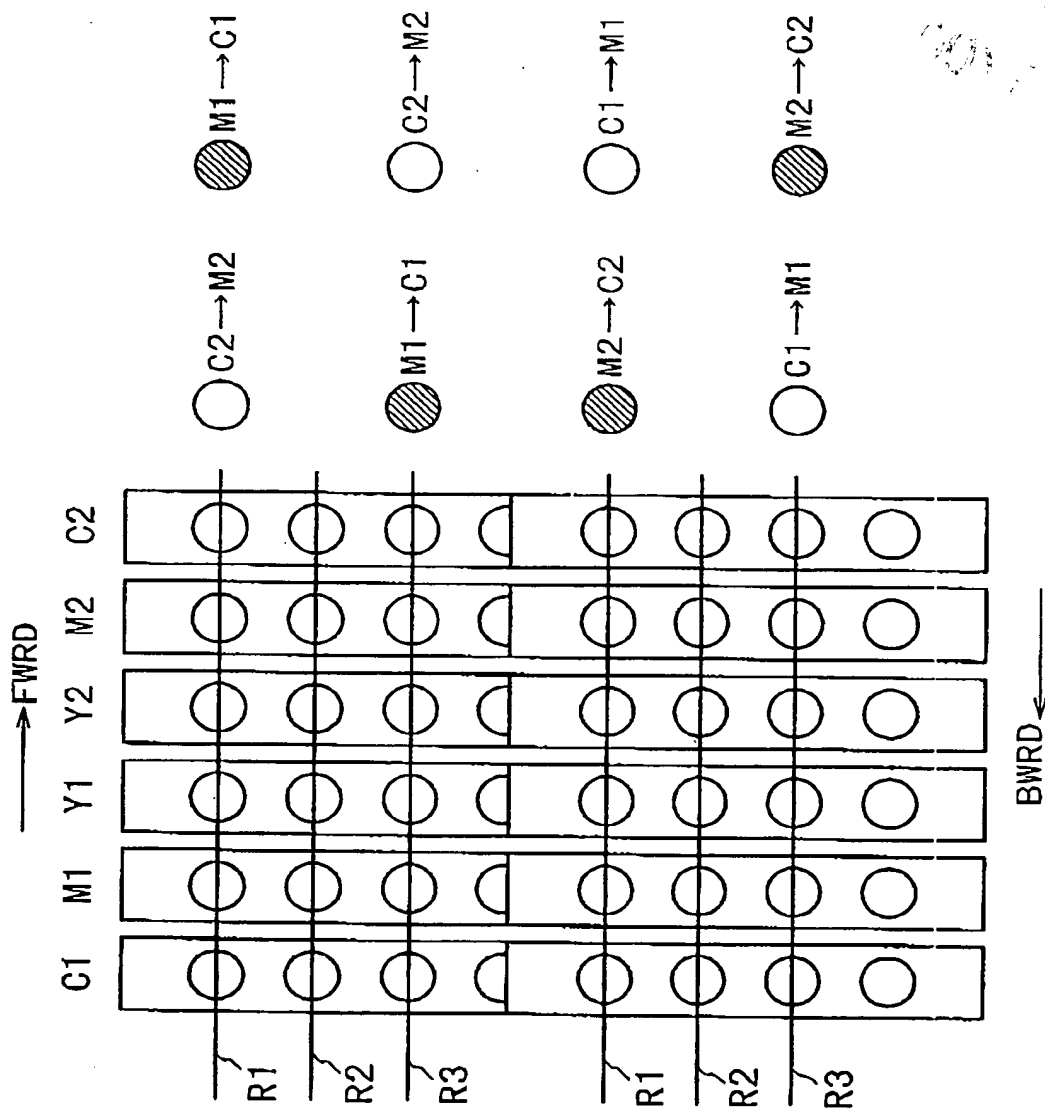 FWRD
C1 M1 Y1 Y2 M2 C2
R1
C2→M2 M1→C1
R2
R3
M1→C1 C2→M2
R1
M2→C2 C1→M1
R2
R3
C1→M1 M2→C2
BWRD